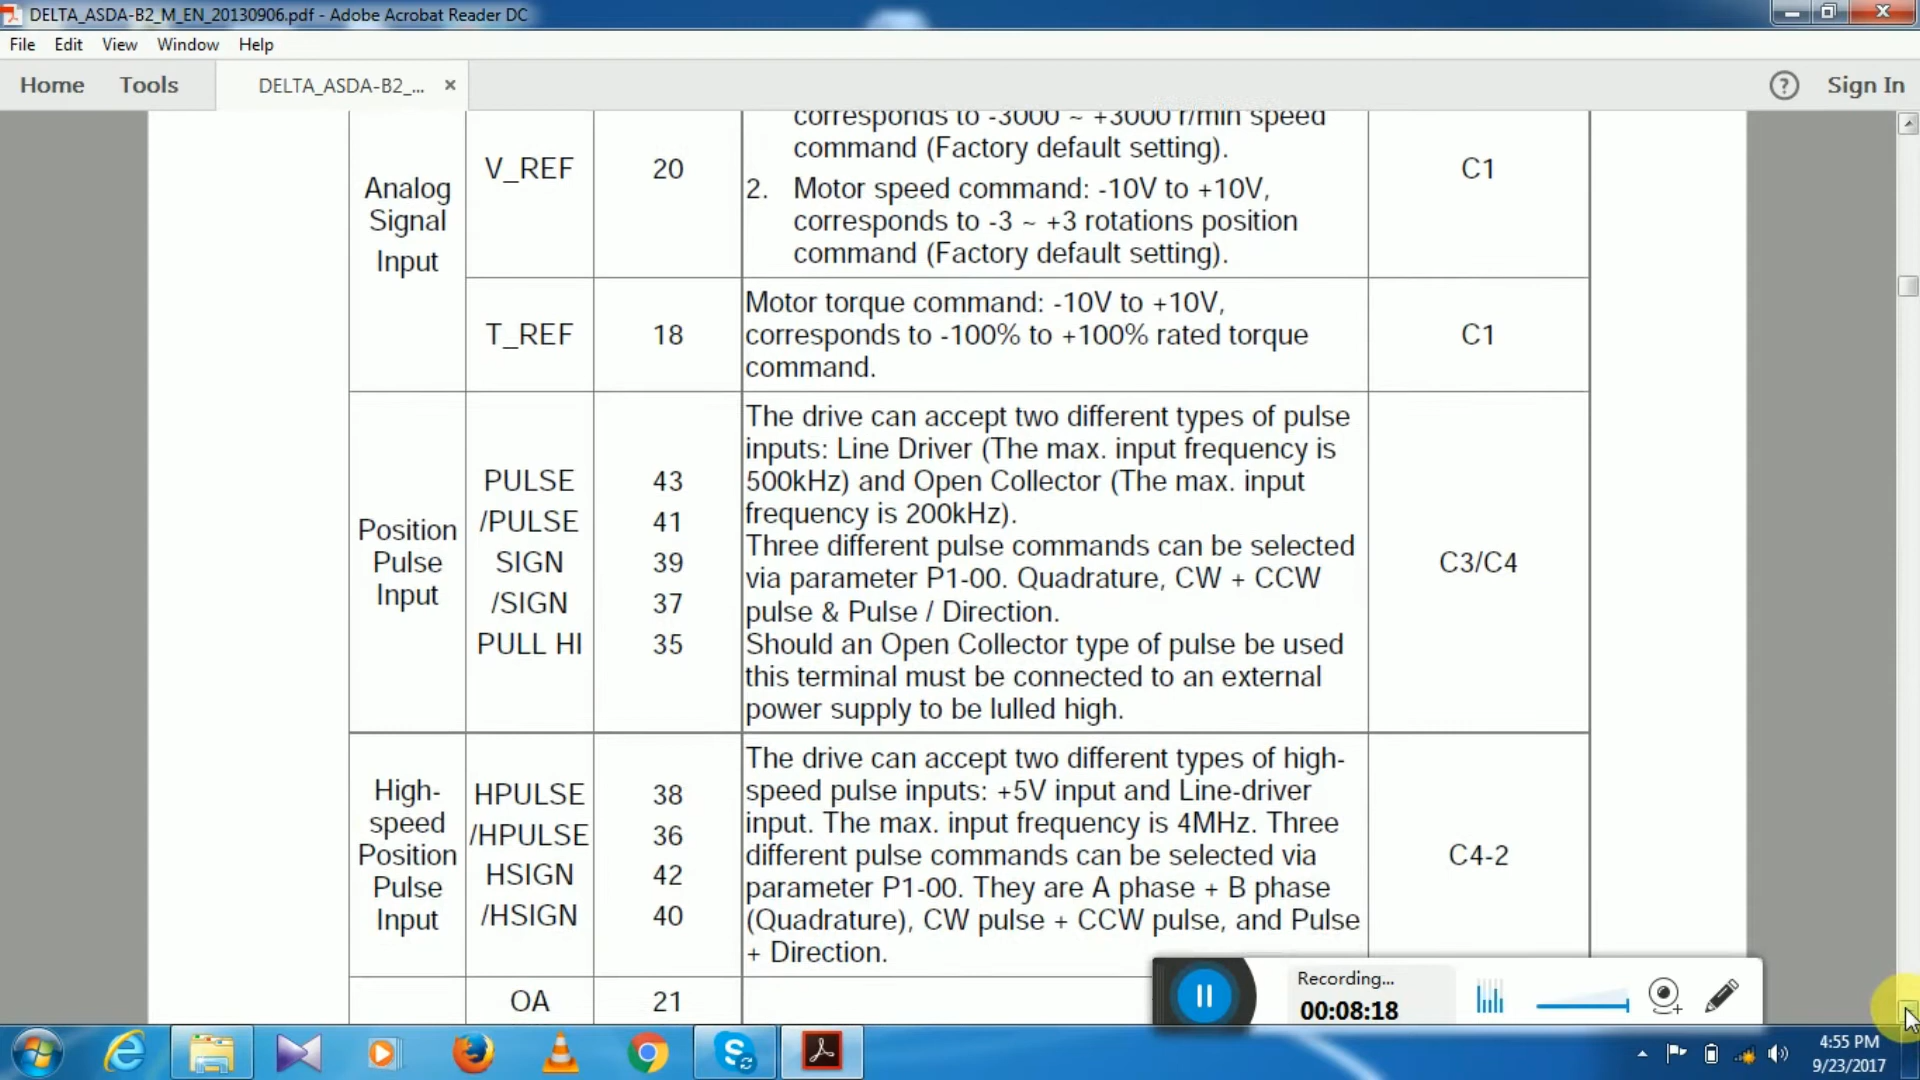 DELTA_ASDA-B2_M_EN_20130906.pdf - Adobe Acrobat Reader DC
File Edit View Window Help
Home Tools DELTA_ASDA-B2_... × ? Sign In
Analog
Signal
Input
V_REF
20
corresponds to -3000 ~ +3000 r/min speed
command (Factory default setting).
2. Motor speed command: -10V to +10V,
corresponds to -3 ~ +3 rotations position
command (Factory default setting).
C1
T_REF
18
Motor torque command: -10V to +10V,
corresponds to -100% to +100% rated torque
command.
C1
Position
Pulse
Input
PULSE
/PULSE
SIGN
/SIGN
PULL HI
43
41
39
37
35
The drive can accept two different types of pulse
inputs: Line Driver (The max. input frequency is
500kHz) and Open Collector (The max. input
frequency is 200kHz).
Three different pulse commands can be selected
via parameter P1-00. Quadrature, CW + CCW
pulse & Pulse / Direction.
Should an Open Collector type of pulse be used
this terminal must be connected to an external
power supply to be lulled high.
C3/C4
High-
speed
Position
Pulse
Input
HPULSE
/HPULSE
HSIGN
/HSIGN
38
36
42
40
The drive can accept two different types of high-
speed pulse inputs: +5V input and Line-driver
input. The max. input frequency is 4MHz. Three
different pulse commands can be selected via
parameter P1-00. They are A phase + B phase
(Quadrature), CW pulse + CCW pulse, and Pulse
+ Direction.
C4-2
OA
21
Recording...
00:08:18
4:55 PM
9/23/2017